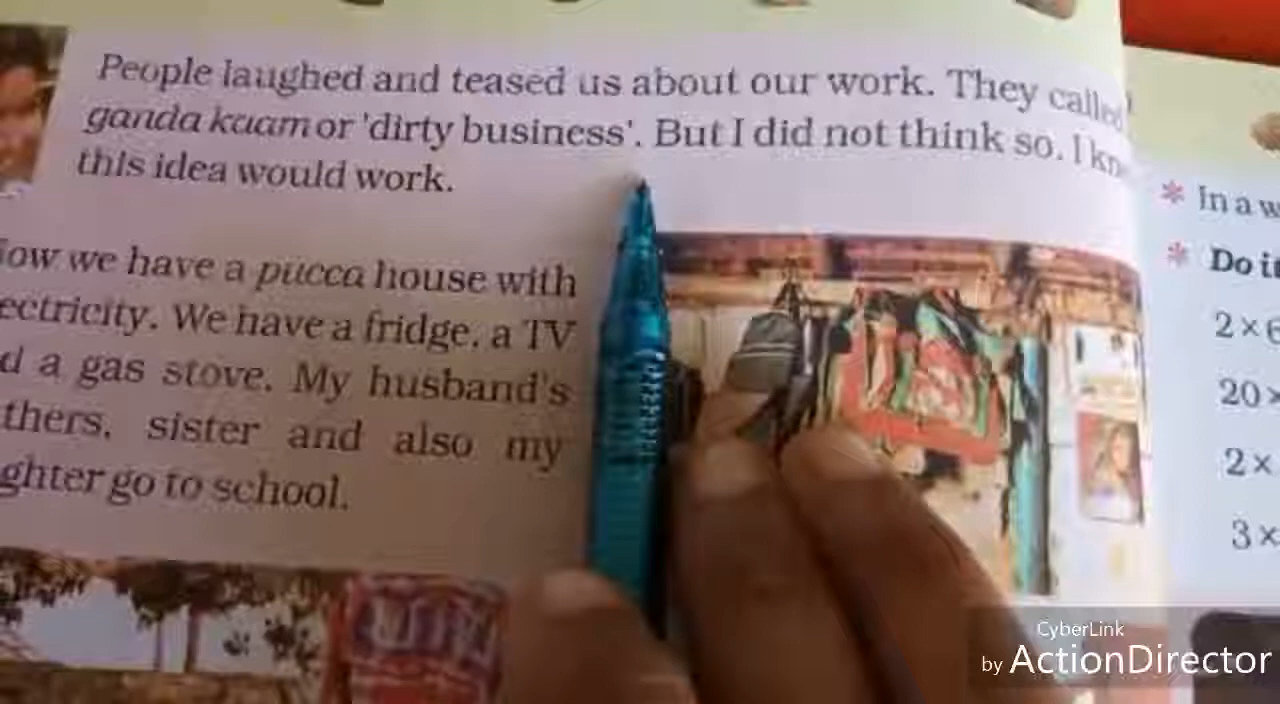 People laughed and teased us about our work. They called
ganda kaam or 'dirty business'. But I did not think so. I
this idea would work.
we have a pucca house with
We have a fridge, a TV
a gas stove. My husband's
sister and also my
go to school.
* In a
* Do it
2 ×
20 ×
2 ×
3 ×
CyberLink
by ActionDirector